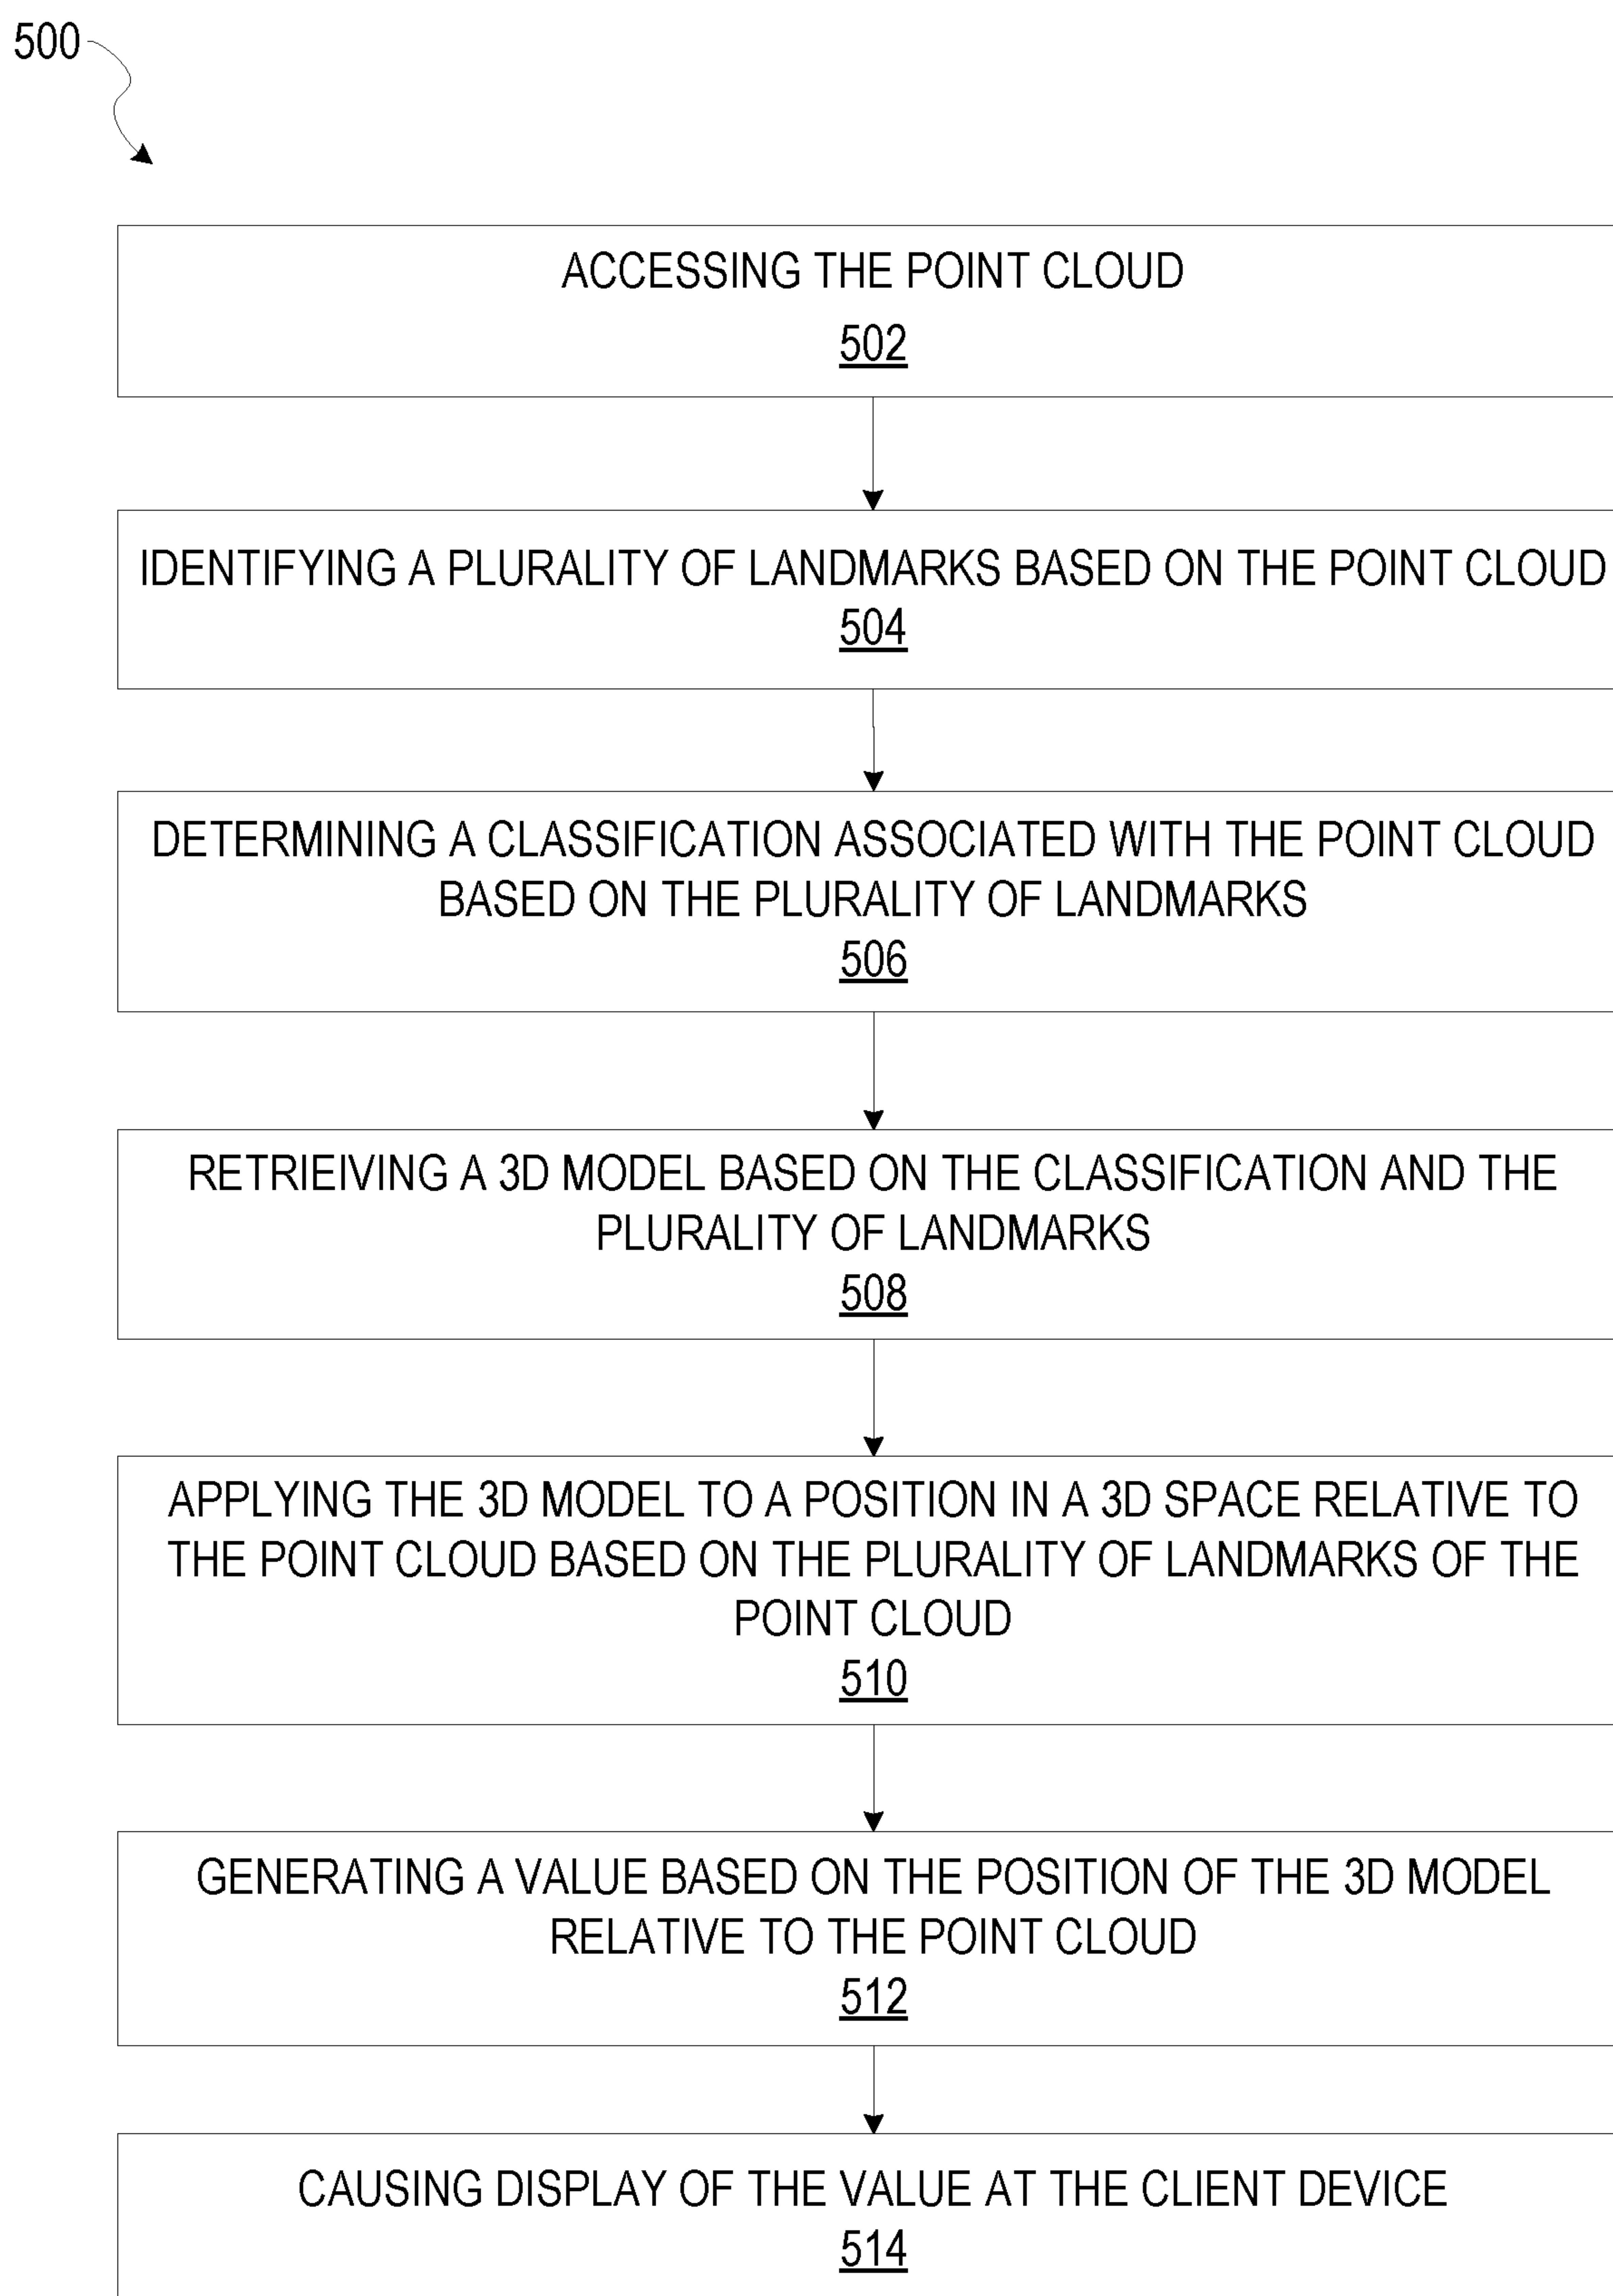 500
ACCESSING THE POINT CLOUD
502
IDENTIFYING A PLURALITY OF LANDMARKS BASED ON THE POINT CLOUD
504
DETERMINING A CLASSIFICATION ASSOCIATED WITH THE POINT CLOUD
BASED ON THE PLURALITY OF LANDMARKS
506
RETRIEIVING A 3D MODEL BASED ON THE CLASSIFICATION AND THE
PLURALITY OF LANDMARKS
508
APPLYING THE 3D MODEL TO A POSITION IN A 3D SPACE RELATIVE TO
THE POINT CLOUD BASED ON THE PLURALITY OF LANDMARKS OF THE
POINT CLOUD
510
GENERATING A VALUE BASED ON THE POSITION OF THE 3D MODEL
RELATIVE TO THE POINT CLOUD
512
CAUSING DISPLAY OF THE VALUE AT THE CLIENT DEVICE
514